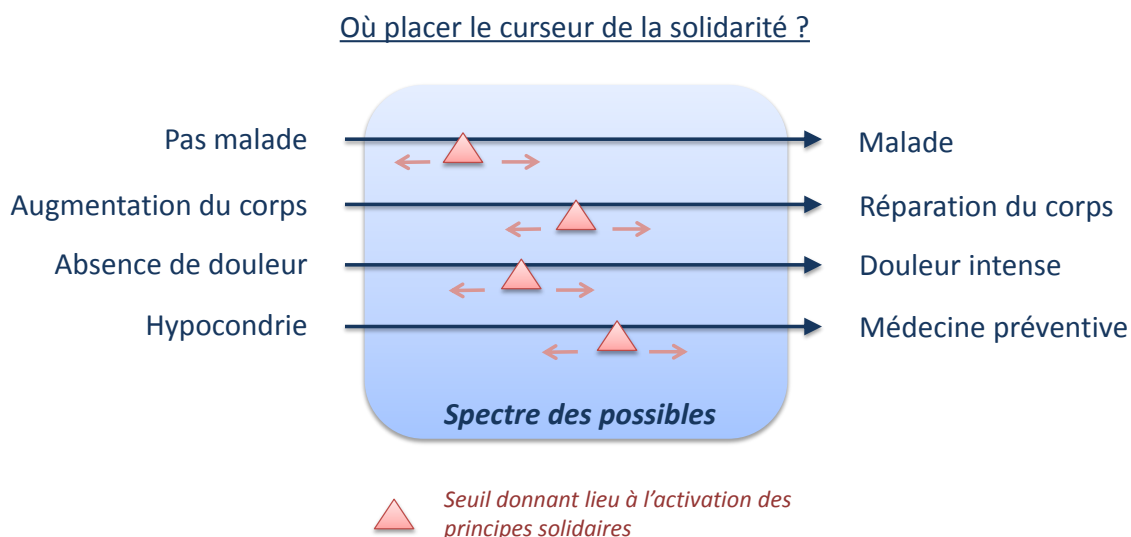 Où placer le curseur de la solidarité ?
Pas malade
Malade
Augmentation du corps
Réparation du corps
Absence de douleur
Douleur intense
Hypocondrie
Médecine préventive
Spectre des possibles
Seuil donnant lieu à l’activation des
principes solidaires